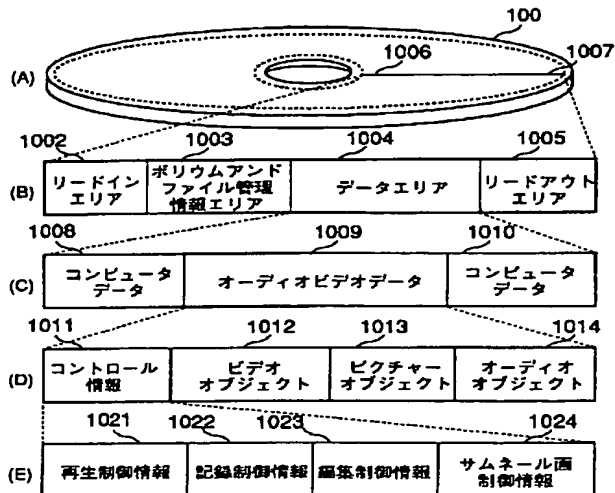 100
1006
1007
(A)
1002
1003
1004
1005
(B)
リードイン
エリア
ボリウムアンド
ファイル管理
情報エリア
データエリア
リードアウト
エリア
1008
1009
1010
(C)
コンピュータ
データ
オーディオビデオデータ
コンピュータ
データ
1011
1012
1013
1014
(D)
コントロール
情報
ビデオ
オブジェクト
ピクチャー
オブジェクト
オーディオ
オブジェクト
1021
1022
1023
1024
(E)
再生制御情報
記録制御情報
編集制御情報
サムネール画
制御情報